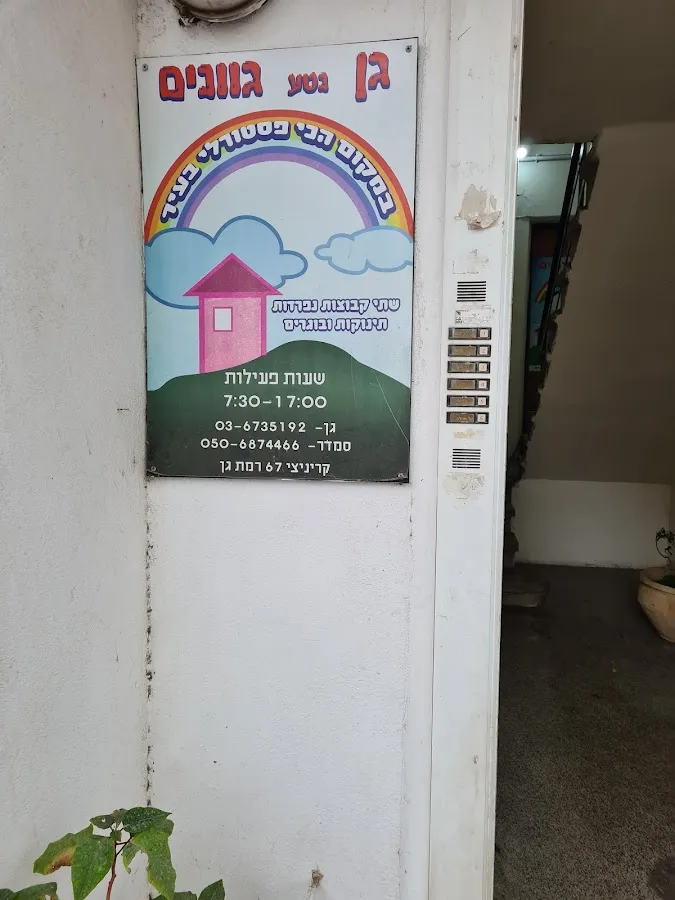 גן נטע גוונים
במקום הכי פסטורלי בעיר
שתי קבוצות נפרדות
תינוקות ובוגרים
שעות פעילות
7:30-17:00
גן- 03-6735192
סמדר- 050-6874466
קריניצי 67 רמת גן